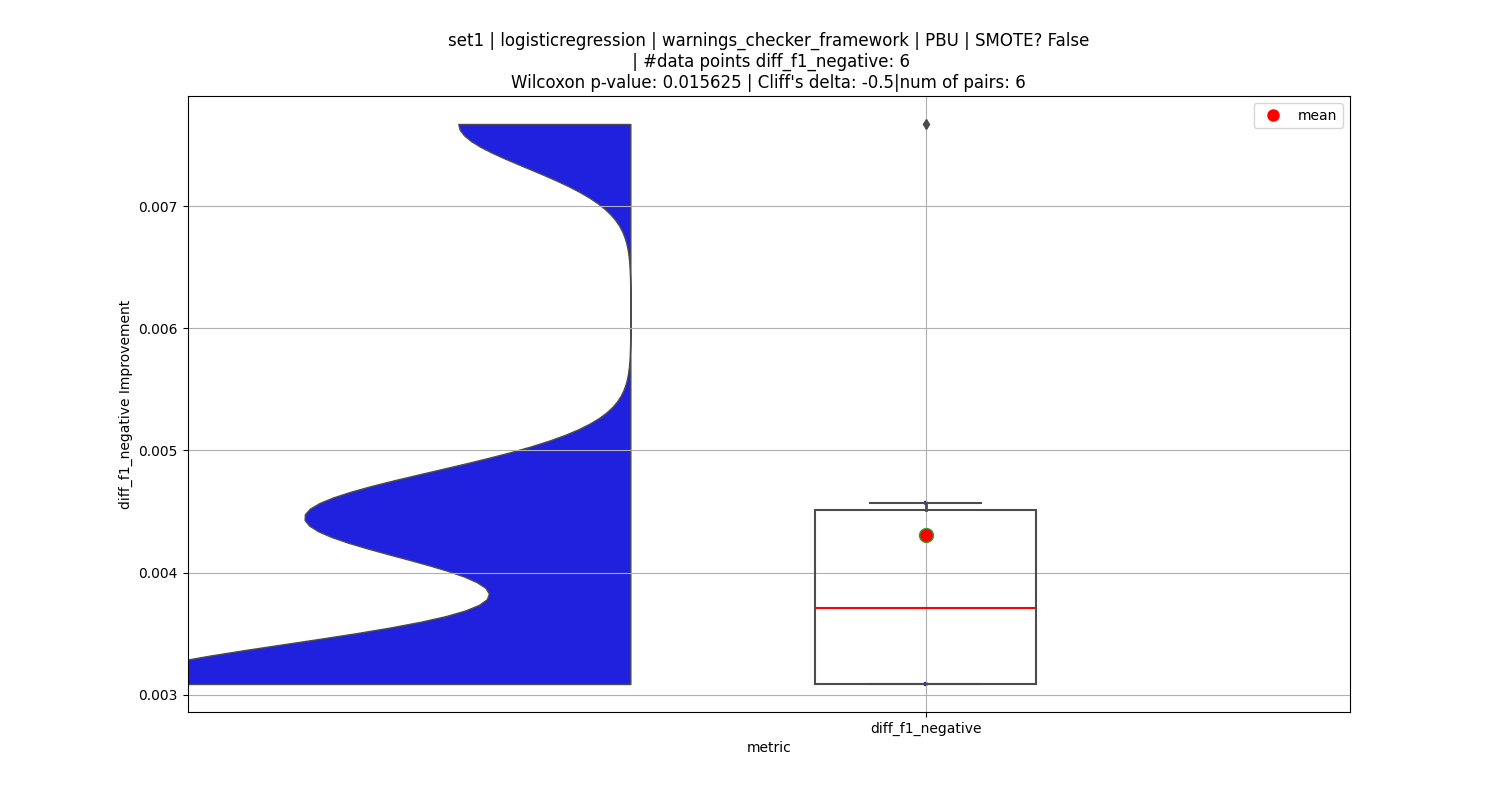 set1 | logisticregression | warnings_checker_framework | PBU | SMOTE? False
| #data points diff_f1_negative: 6
Wilcoxon p-value: 0.015625 | Cliff's delta: -0.5|num of pairs: 6
mean
0.007
0.006
0.005
0.004
0.003
diff_f1_negative Improvement
diff_f1_negative
metric